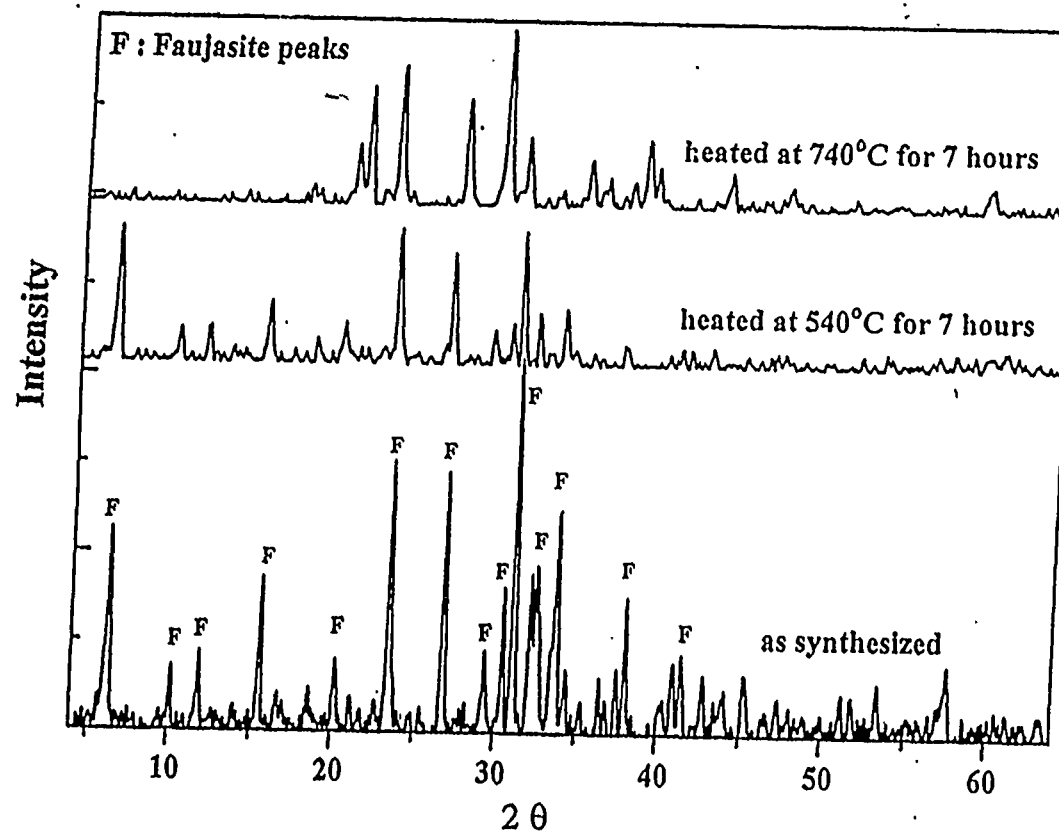 F : Faujasite peaks
heated at 740°C for 7 hours
heated at 540°C for 7 hours
Intensity
F
F
F
F
F
F
F
F
F
F
F
F
F
F
as synthesized
10
20
30
40
50
60
2 θ